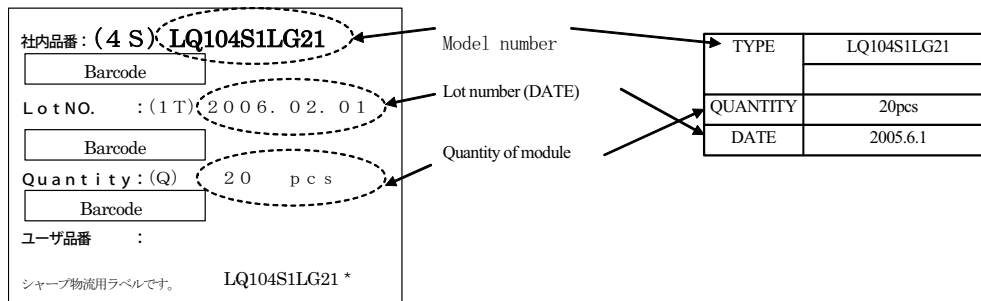 社内品番：(４Ｓ) LQ104S1LG21
Barcode
LotNO. :(１Ｔ) ２００６．０２．０１
Barcode
Quantity:(Q) ２０ ｐｃｓ
Barcode
ユーザ品番 :
シャープ物流用ラベルです。 LQ104S1LG21 *
Model number
Lot number (DATE)
Quantity of module
TYPE LQ104S1LG21
QUANTITY 20pcs
DATE 2005.6.1